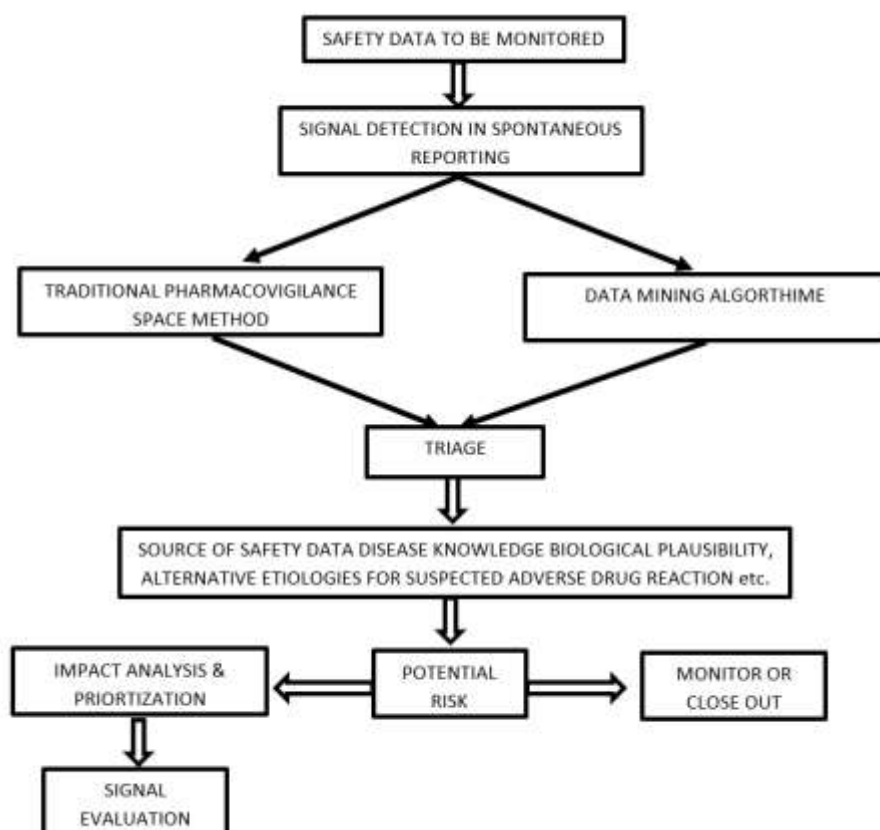 SAFETY DATA TO BE MONITORED
SIGNAL DETECTION IN SPONTANEOUS
REPORTING
TRADITIONAL PHARMACOVIGILANCE
SPACE METHOD
DATA MINING ALGORTHIME
TRIAGE
SOURCE OF SAFETY DATA DISEASE KNOWLEDGE BIOLOGICAL PLAUSIBILITY,
ALTERNATIVE ETIOLOGIES FOR SUSPECTED ADVERSE DRUG REACTION etc.
IMPACT ANALYSIS &
PRIORTIZATION
POTENTIAL
RISK
MONITOR OR
CLOSE OUT
SIGNAL
EVALUATION